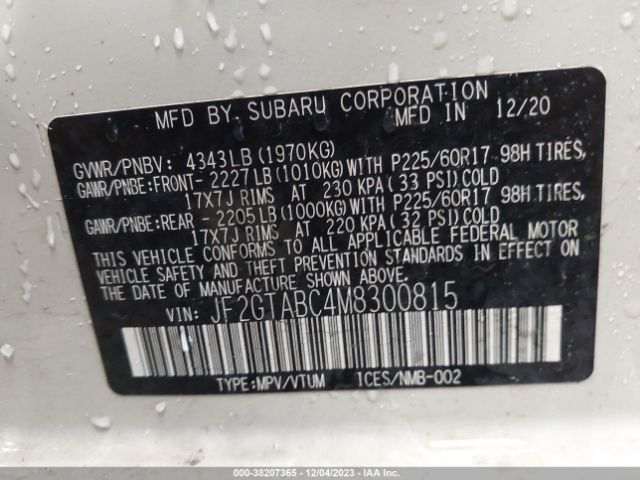 MFD BY SUBARU CORPORATION
MFD IN 12/20
GVWR/PNBV: 4343LB (1970KG)
GAWR/PNBE:FRONT- 2227LB (1010KG)WITH P225/60R17 98H TIRES,
17X7J RIMS AT 230 KPA (33 PSI)COLD
GAWR/PNBE:REAR - 2205LB (1000KG)WITH P225/60R17 98H TIRES,
17X7J RIMS AT 220 KPA (32 PSI)COLD
THIS VEHICLE CONFORMS TO ALL APPLICABLE FEDERAL MOTOR
VEHICLE SAFETY AND THEFT PREVENTION STANDARDS IN EFFECT ON
THE DATE OF MANUFACTURE SHOWN ABOVE.
VIN: JF2GTABC4M8300815
TYPE:MPV/VTUM ICES/NMB-002
000-38207365 - 12/04/2023 - IAA Inc.